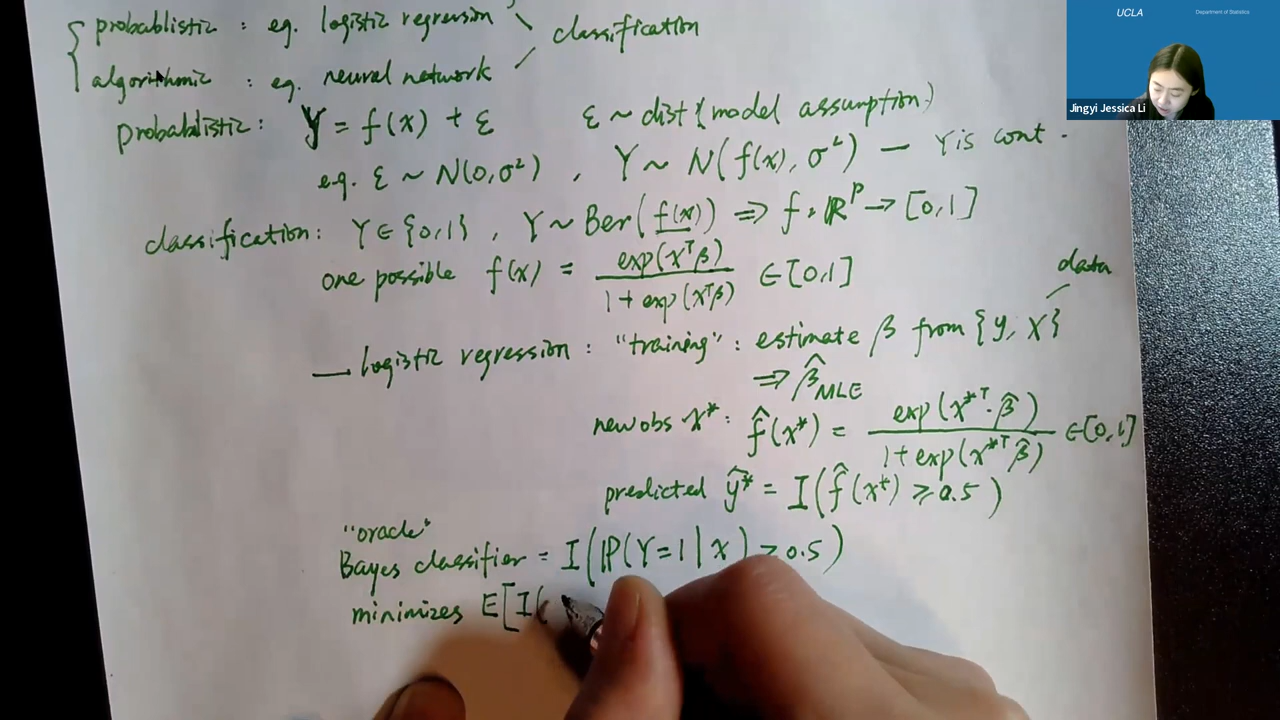 UCLA
Department of Statistics
Jingyi Jessica Li
{ probablistic : eg. logistic regression
algorithmic : eg. neural network
classification
probablistic : Y = f(x) + ε ε ~ dist (model assumption)
e.g. ε ~ N(0, σ²) , Y ~ N(f(x), σ²) — Y is cont.
classification : Y ∈ {0,1} , Y ~ Ber(f(x)) ⇒ f : ℝᵖ → [0,1]
one possible f(x) = exp(xᵀβ) / 1 + exp(xᵀβ) ∈ [0,1]
data
— logistic regression : "training" : estimate β from {y, X}
⇒ β̂ MLE
new obs x* : f̂(x*) = exp(x*ᵀ·β̂) / 1 + exp(x*ᵀβ̂) ∈ [0,1]
predicted ŷ* = I(f̂(x*) ≥ 0.5)
"oracle"
Bayes classifier = I(ℙ(Y=1 | X) ≥ 0.5)
minimizes E[I(